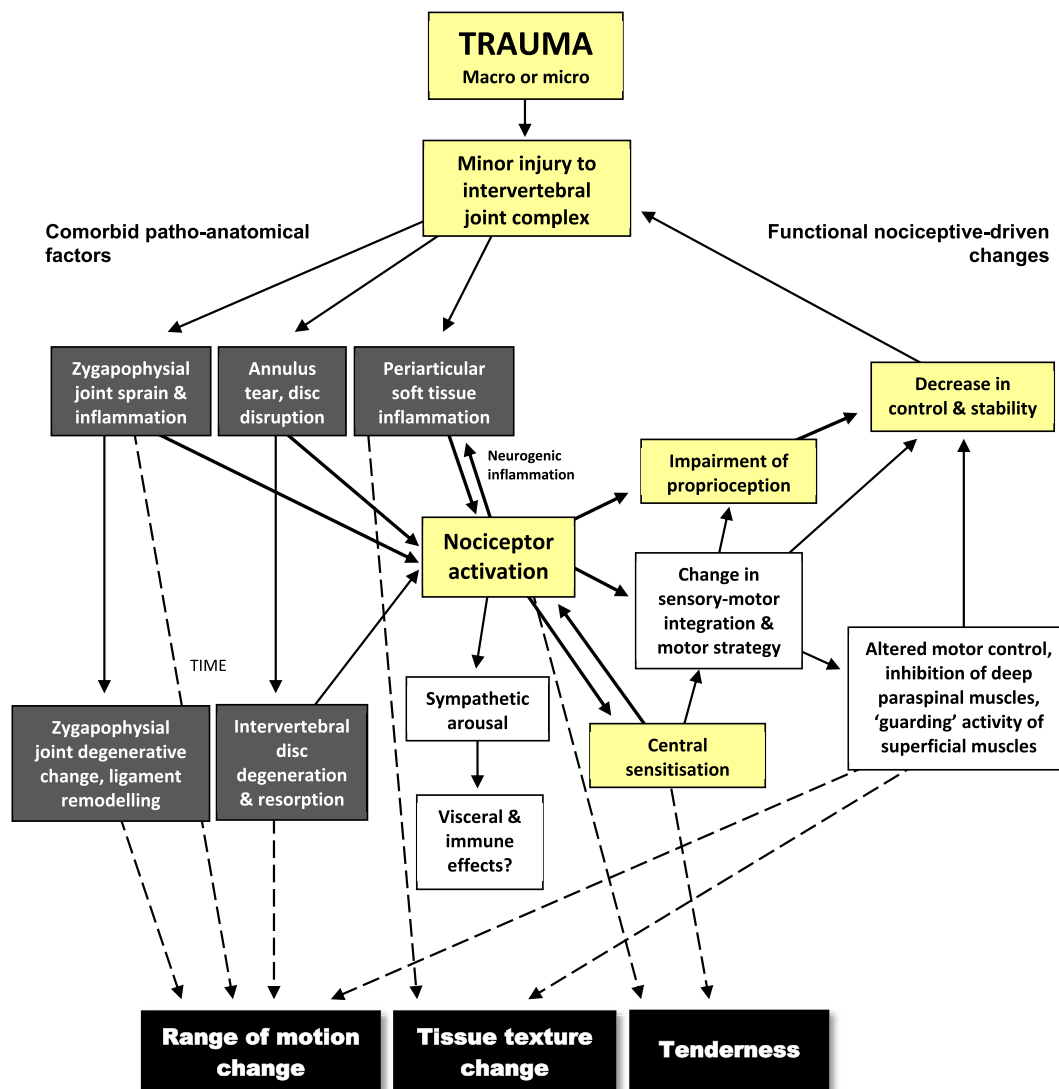 TRAUMA
Macro or micro
Minor injury to
intervertebral
joint complex
Comorbid patho-anatomical
factors
Functional nociceptive-driven
changes
Zygapophysial
joint sprain &
inflammation
Annulus
tear, disc
disruption
Periarticular
soft tissue
inflammation
Decrease in
control & stability
Neurogenic
inflammation
Impairment of
proprioception
Nociceptor
activation
Change in
sensory-motor
integration &
motor strategy
Altered motor control,
inhibition of deep
paraspinal muscles,
‘guarding’ activity of
superficial muscles
TIME
Zygapophysial
joint degenerative
change, ligament
remodelling
Intervertebral
disc
degeneration
& resorption
Sympathetic
arousal
Central
sensitisation
Visceral &
immune
effects?
Range of motion
change
Tissue texture
change
Tenderness